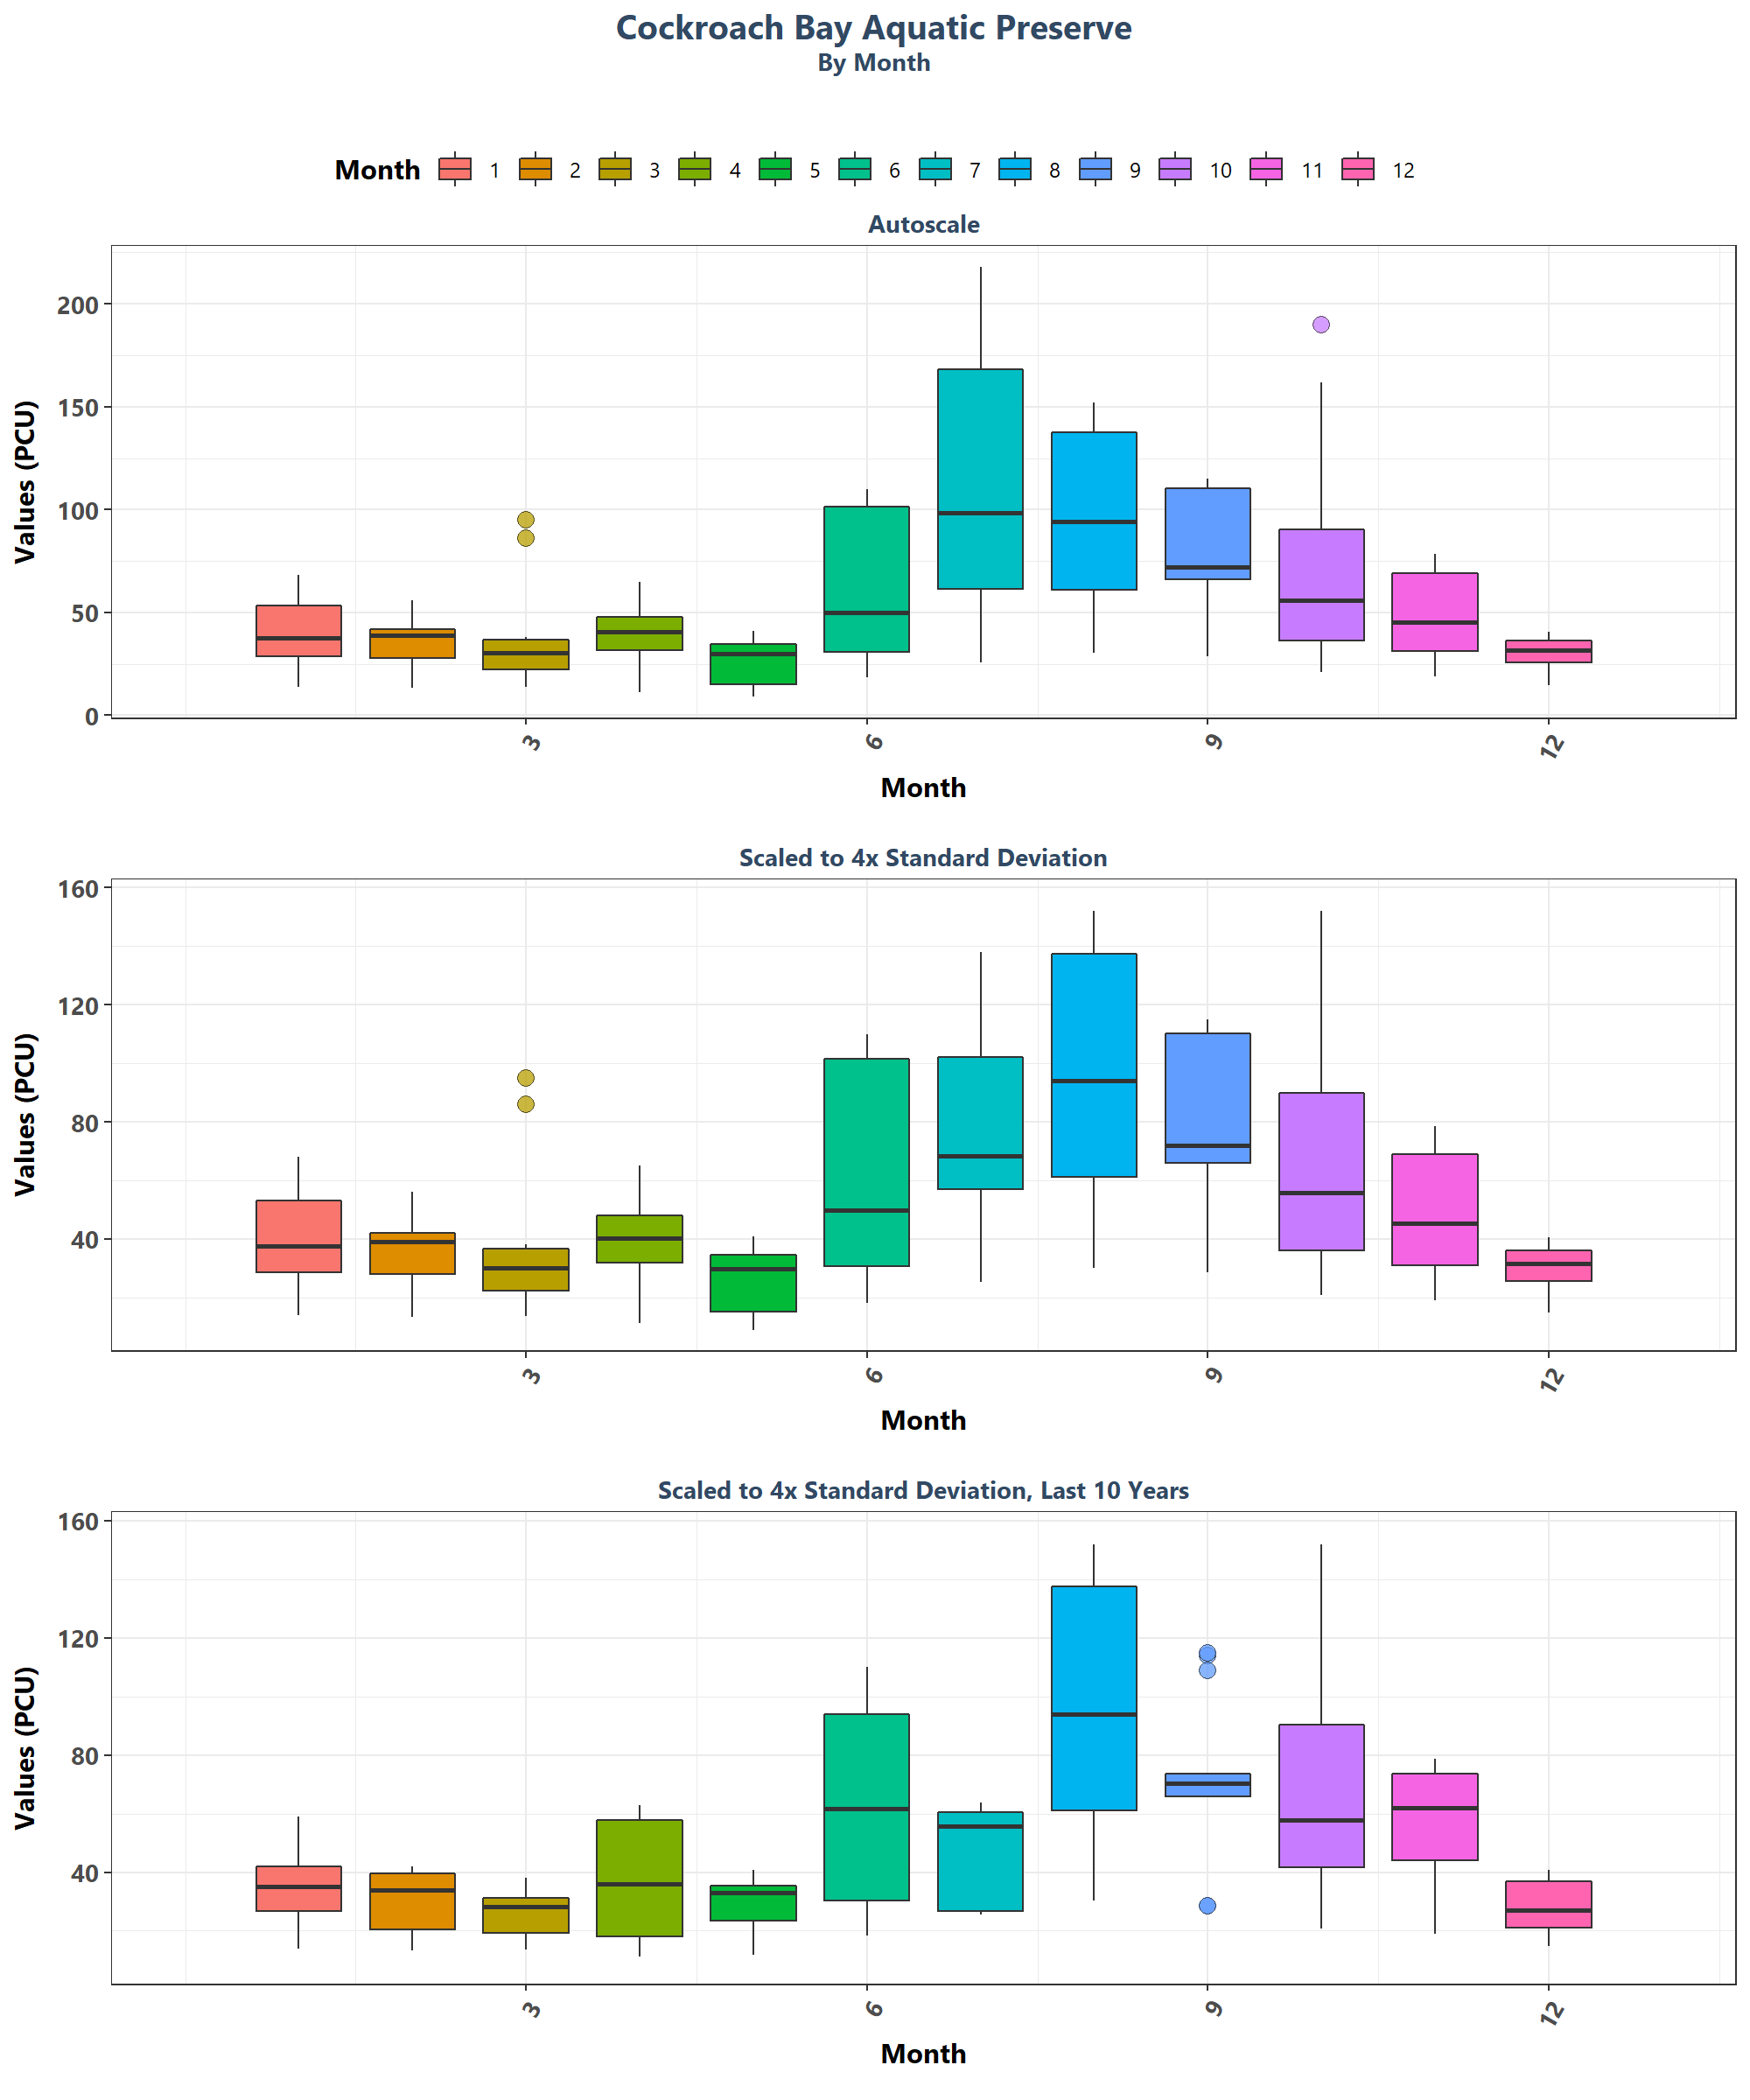 Cockroach Bay Aquatic Preserve
By Month
Month 1 2 3 4 5 6 7 8 9 10 11 12
Autoscale
Values (PCU)
200
150
100
50
0
3 6 9 12
Month
Scaled to 4x Standard Deviation
Values (PCU)
160
120
80
40
3 6 9 12
Month
Scaled to 4x Standard Deviation, Last 10 Years
Values (PCU)
160
120
80
40
3 6 9 12
Month